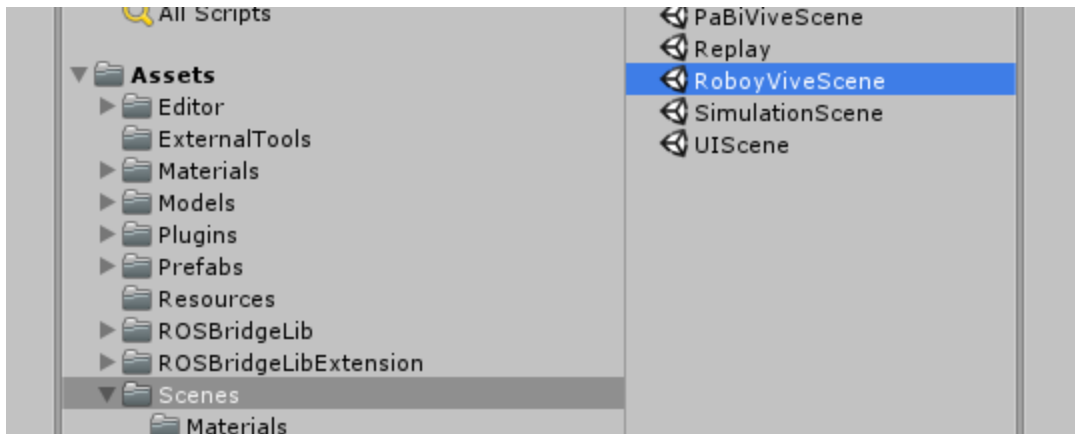 All Scripts
Assets
Editor
ExternalTools
Materials
Models
Plugins
Prefabs
Resources
ROSBridgeLib
ROSBridgeLibExtension
Scenes
Materials
PaBiViveScene
Replay
RoboyViveScene
SimulationScene
UIScene